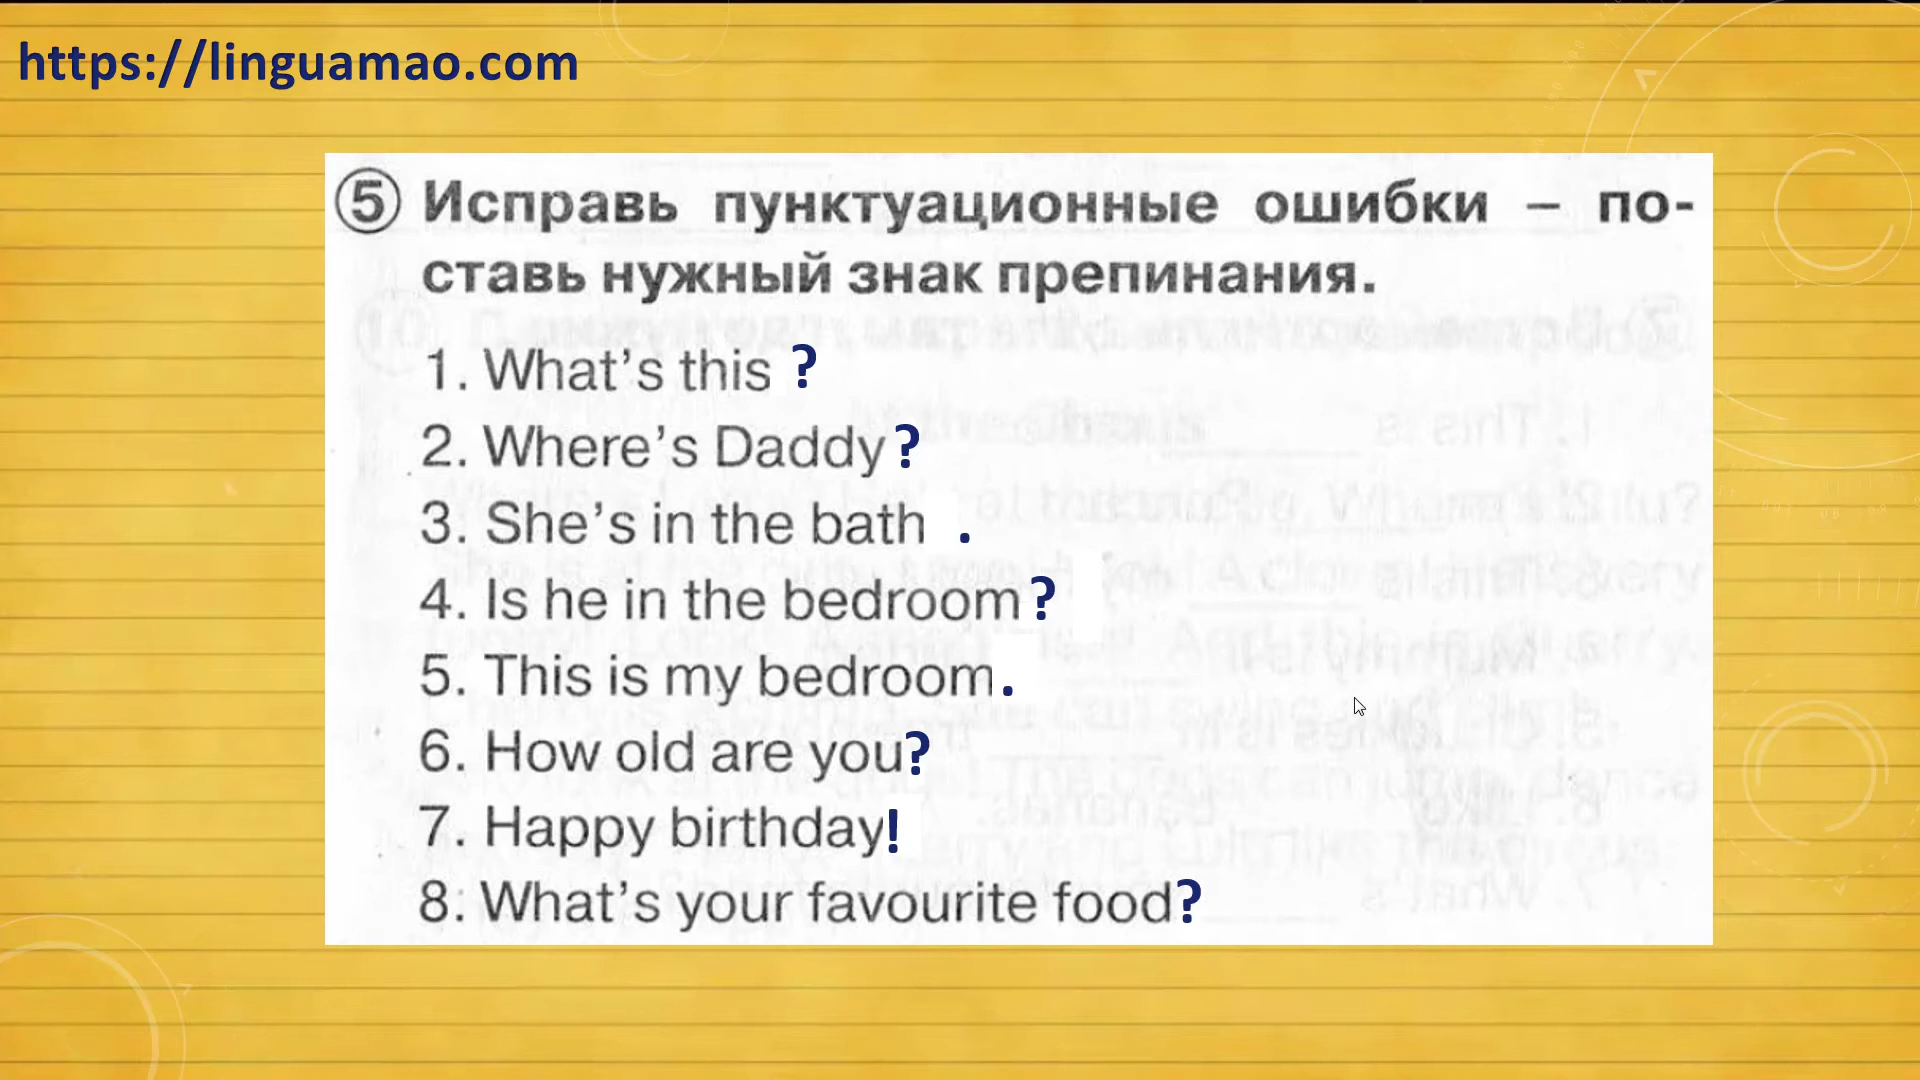 https://linguamao.com
5 Исправь пунктуационные ошибки – по-
ставь нужный знак препинания.
1. What’s this ?
2. Where’s Daddy?
3. She’s in the bath .
4. Is he in the bedroom?
5. This is my bedroom.
6. How old are you?
7. Happy birthday!
8. What’s your favourite food?